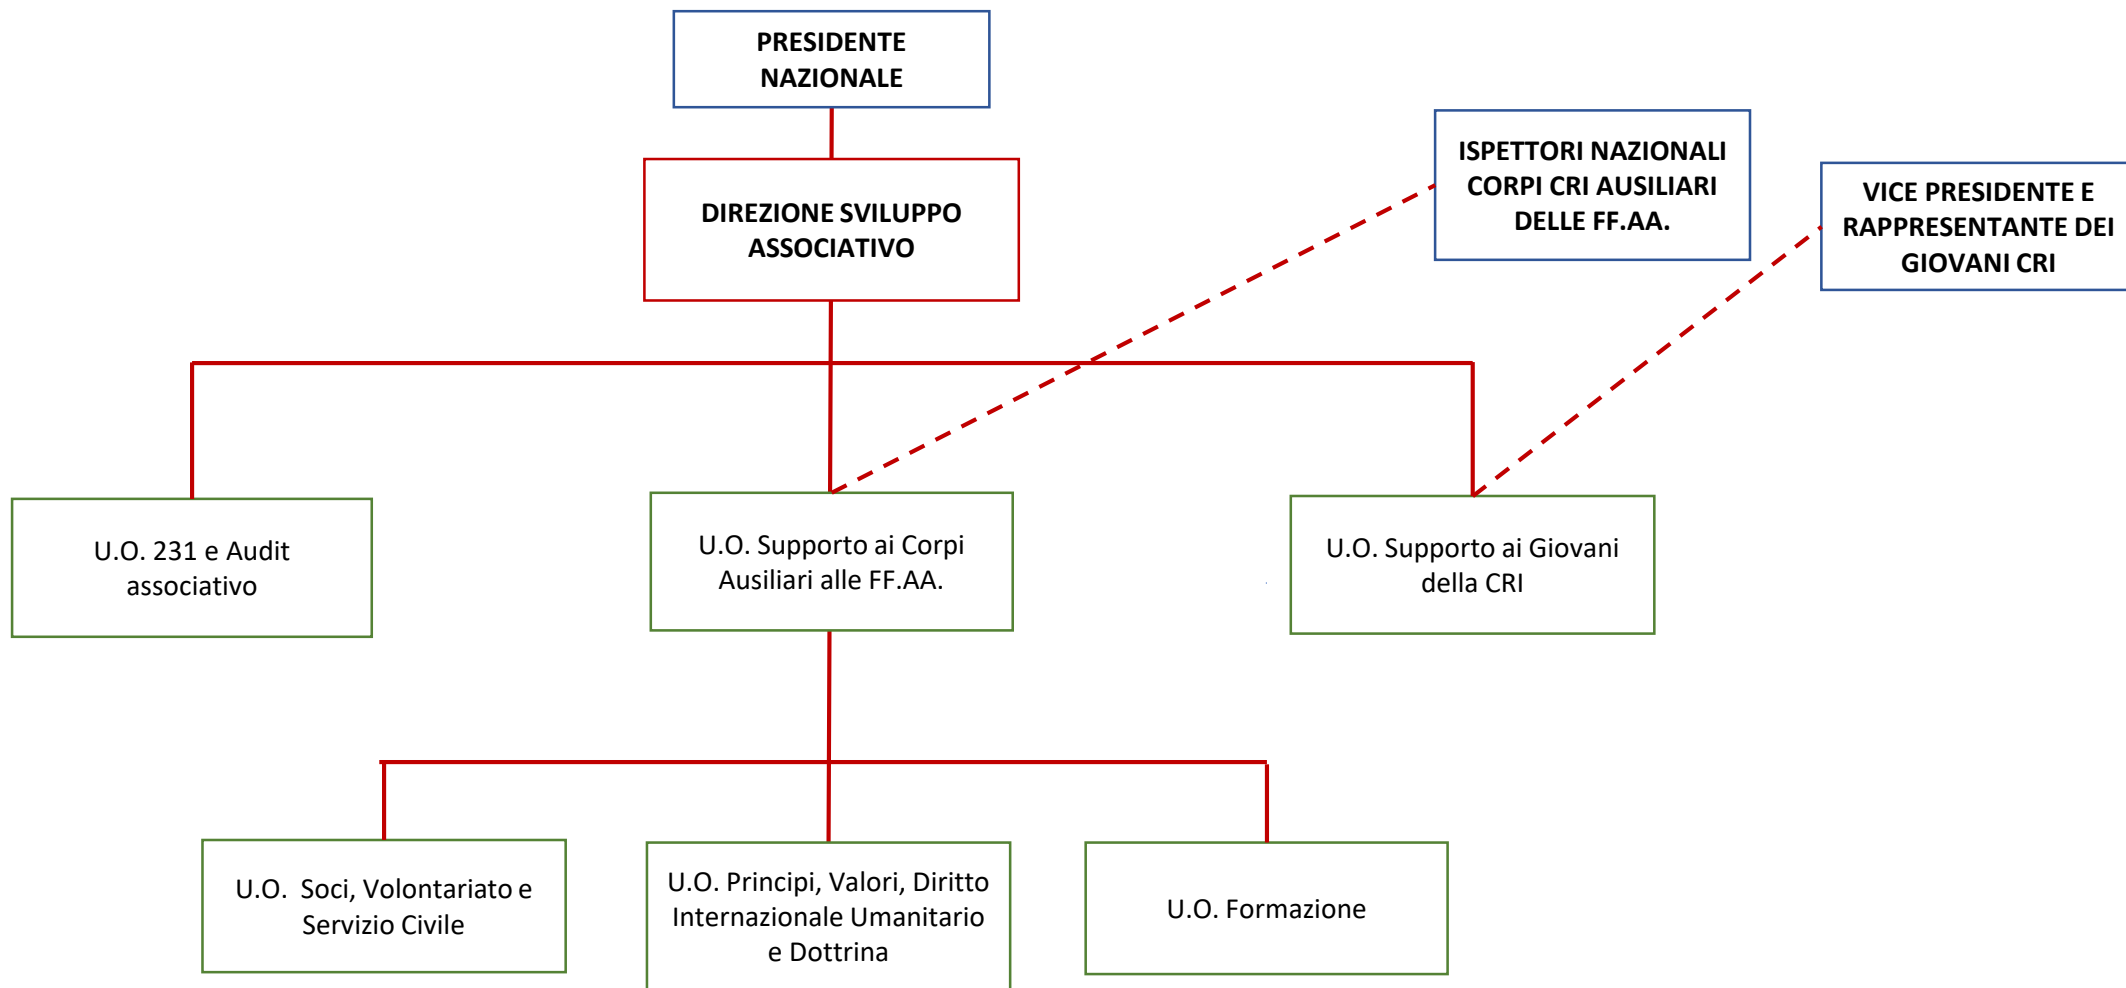 PRESIDENTE
NAZIONALE
DIREZIONE SVILUPPO
ASSOCIATIVO
ISPETTORI NAZIONALI
CORPI CRI AUSILIARI
DELLE FF.AA.
VICE PRESIDENTE E
RAPPRESENTANTE DEI
GIOVANI CRI
U.O. 231 e Audit
associativo
U.O. Supporto ai Corpi
Ausiliari alle FF.AA.
U.O. Supporto ai Giovani
della CRI
U.O. Soci, Volontariato e
Servizio Civile
U.O. Principi, Valori, Diritto
Internazionale Umanitario
e Dottrina
U.O. Formazione